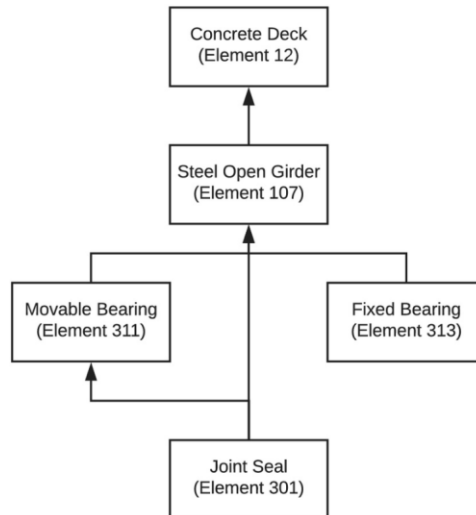 Concrete Deck
(Element 12)
Steel Open Girder
(Element 107)
Movable Bearing
(Element 311)
Fixed Bearing
(Element 313)
Joint Seal
(Element 301)